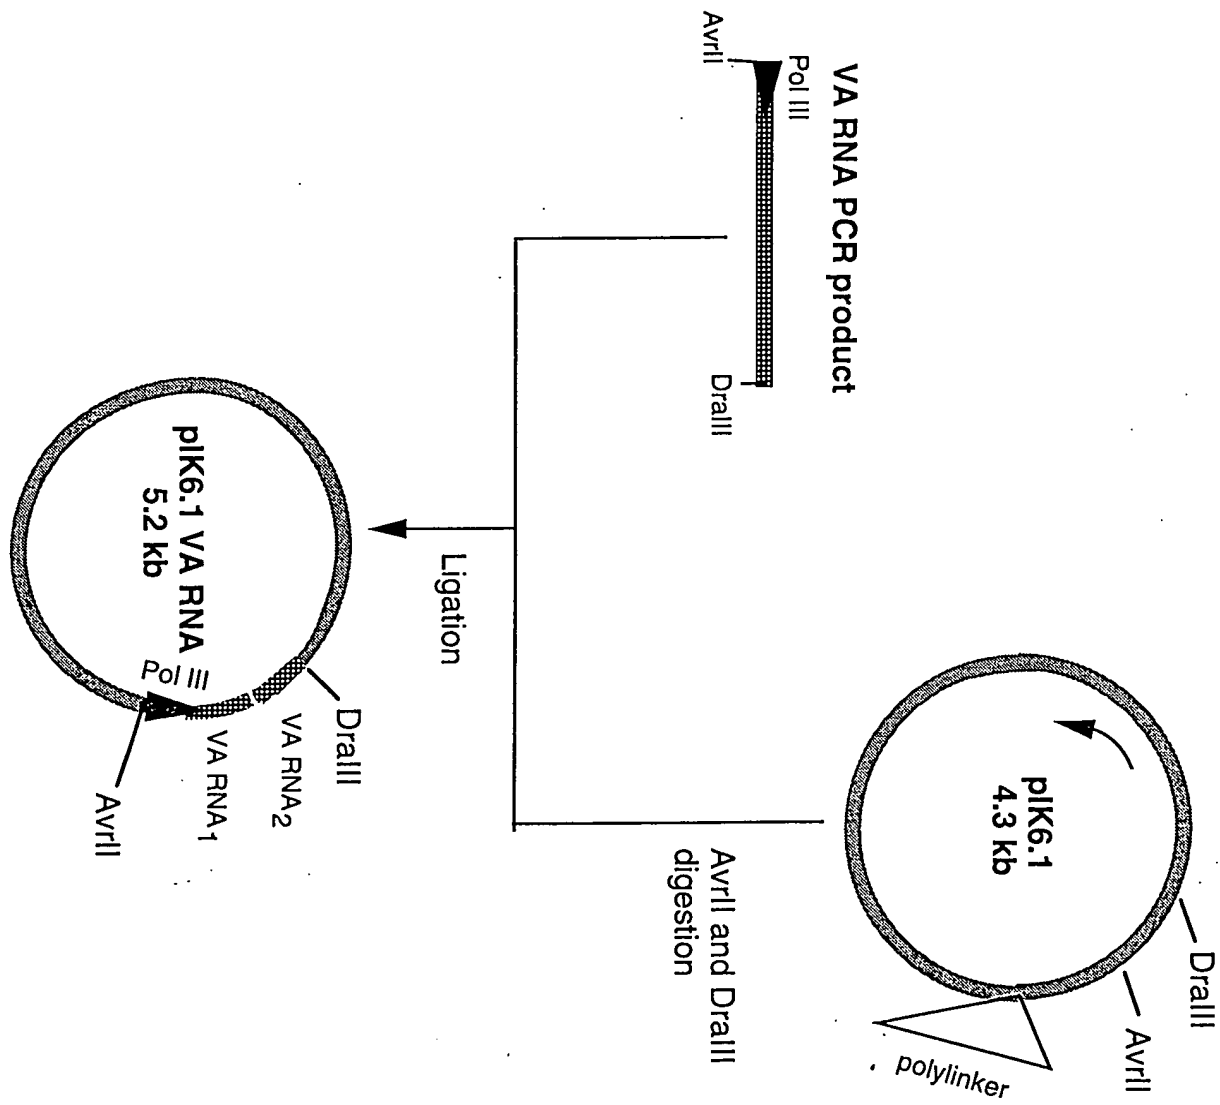 VA RNA PCR product
Pol III
AvrII
DraIII
pIK6.1
4.3 kb
DraIII
AvrII
polylinker
AvrII and DraIII
digestion
Ligation
pIK6.1 VA RNA
5.2 kb
Pol III
DraIII
VA RNA2
VA RNA1
AvrII